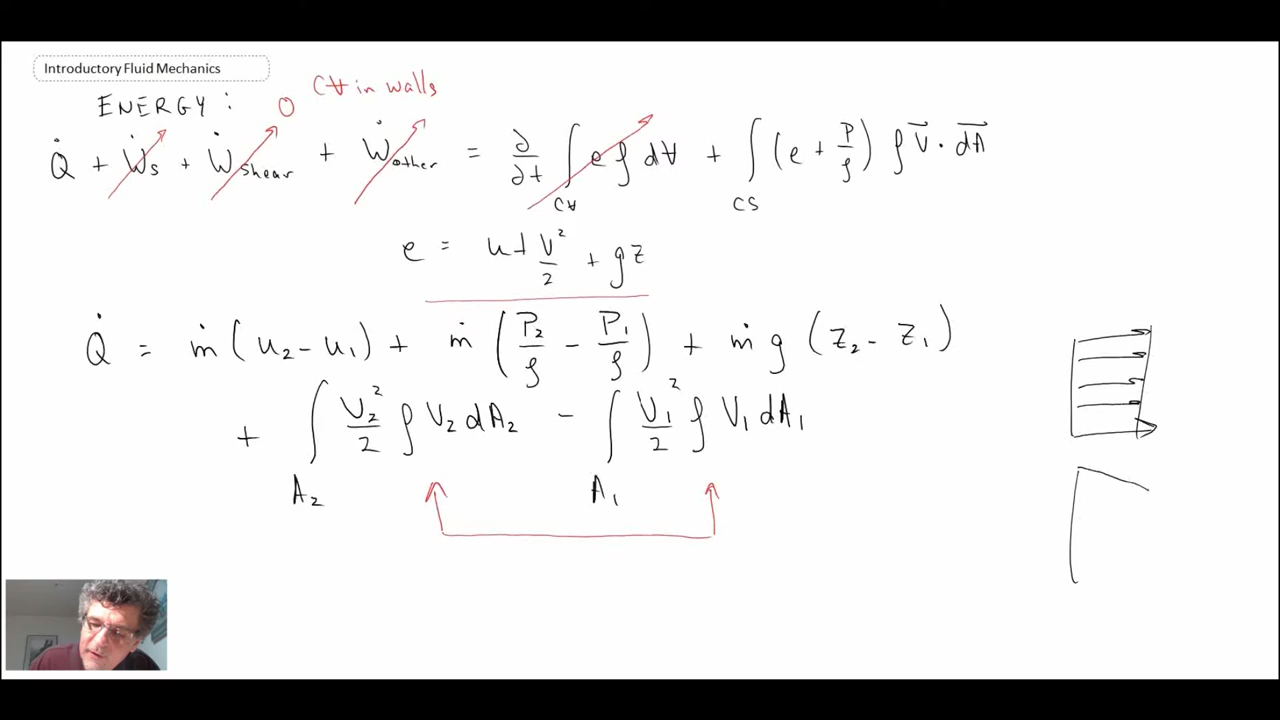 Introductory Fluid Mechanics
ENERGY: 0 C∀ in walls
Q̇ + Ẇs + Ẇshear + Ẇother = ∂/∂t ∫C∀ e ρ d∀ + ∫CS (e + P/ρ) ρ V⃗ · dA⃗
e = u + V²/2 + gz
Q̇ = ṁ (u₂ - u₁) + ṁ (P₂/ρ - P₁/ρ) + ṁ g (z₂ - z₁)
+ ∫A₂ V₂²/2 ρ V₂ dA₂ - ∫A₁ V₁²/2 ρ V₁ dA₁